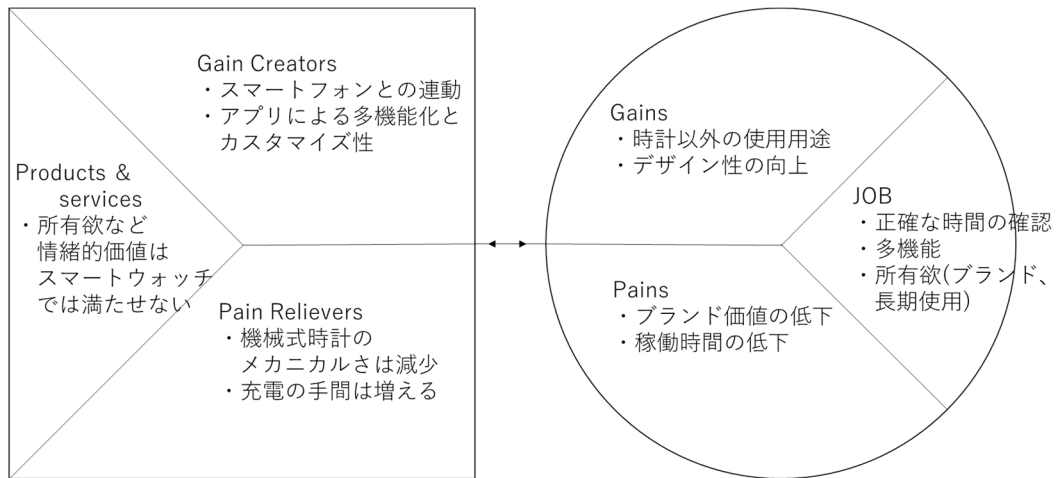 Gain Creators
・スマートフォンとの連動
・アプリによる多機能化と
カスタマイズ性
Products &
services
・所有欲など
情緒的価値は
スマートウォッチ
では満たせない
Pain Relievers
・機械式時計の
メカニカルさは減少
・充電の手間は増える
Gains
・時計以外の使用用途
・デザイン性の向上
JOB
・正確な時間の確認
・多機能
・所有欲(ブランド、
長期使用)
Pains
・ブランド価値の低下
・稼働時間の低下